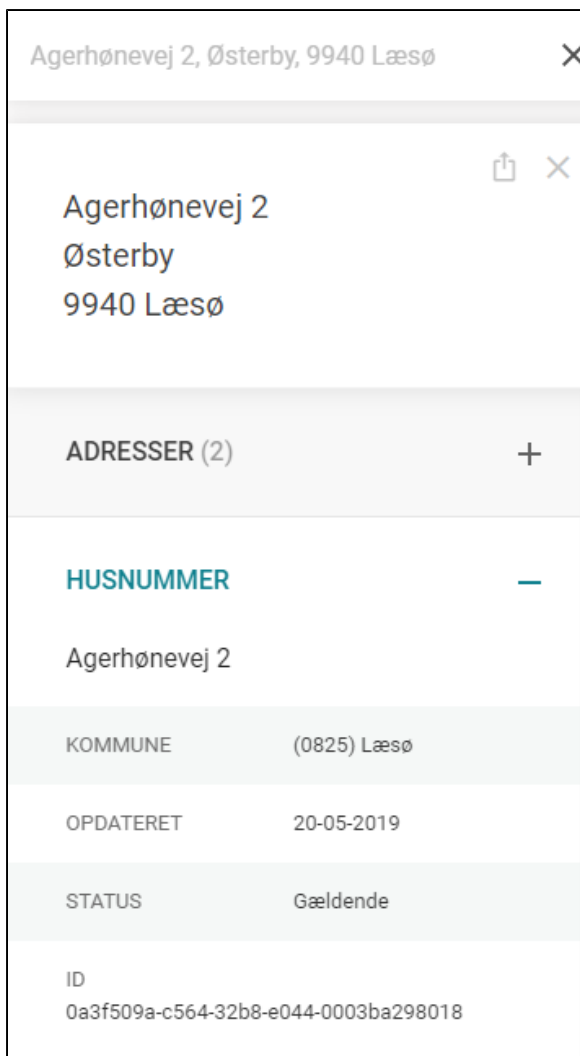 Agerhønevej 2, Østerby, 9940 Læsø
Agerhønevej 2
Østerby
9940 Læsø
ADRESSER (2)
HUSNUMMER
Agerhønevej 2
KOMMUNE (0825) Læsø
OPDATERET 20-05-2019
STATUS Gældende
ID
0a3f509a-c564-32b8-e044-0003ba298018